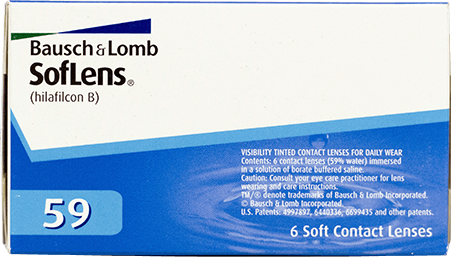 Bausch & Lomb
SofLens®
(hilafilcon B)
VISIBILITY TINTED CONTACT LENSES FOR DAILY WEAR
Contents: 6 contact lenses (59% water) immersed
in a solution of borate buffered saline.
Caution: Consult your eye care practitioner for lens
wearing and care instructions.
TM/® denote trademarks of Bausch & Lomb Incorporated.
© Bausch & Lomb Incorporated.
U.S. Patents: 4997897, 6440336, 6699435 and other patents.
59
6 Soft Contact Lenses